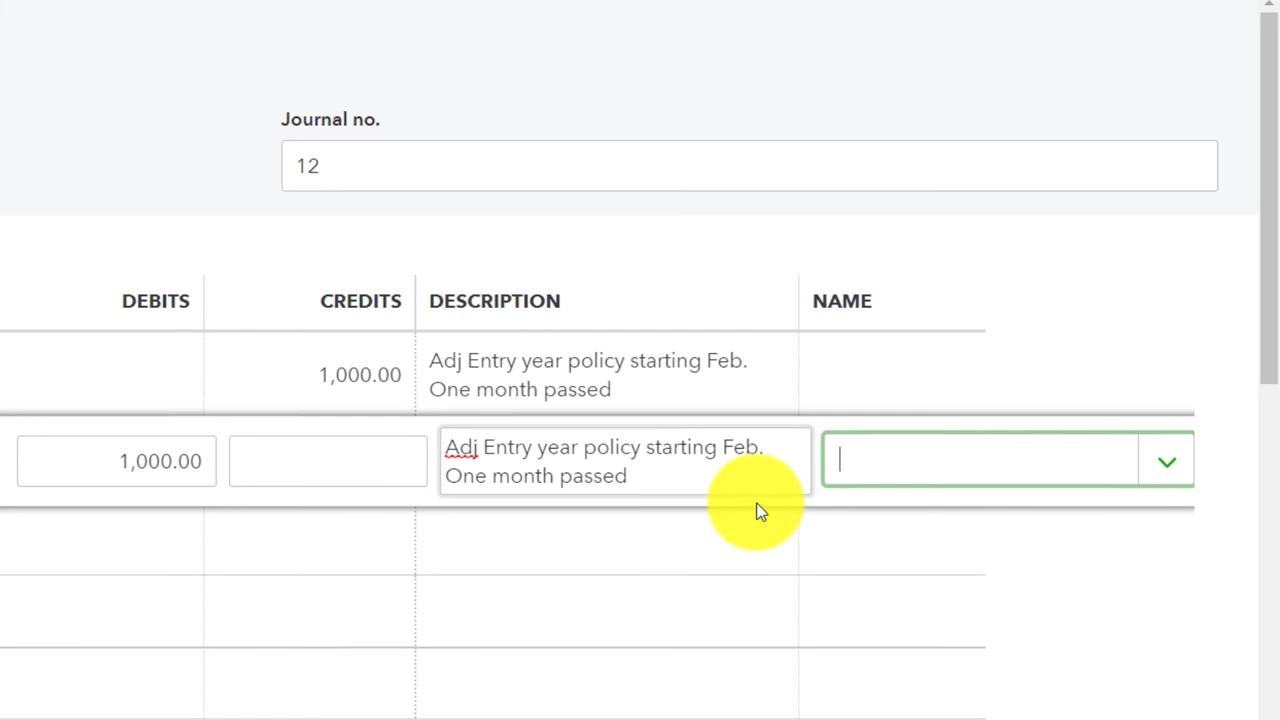 Journal no.
12
DEBITS CREDITS DESCRIPTION NAME
1,000.00 Adj Entry year policy starting Feb.
One month passed
1,000.00 Adj Entry year policy starting Feb.
One month passed